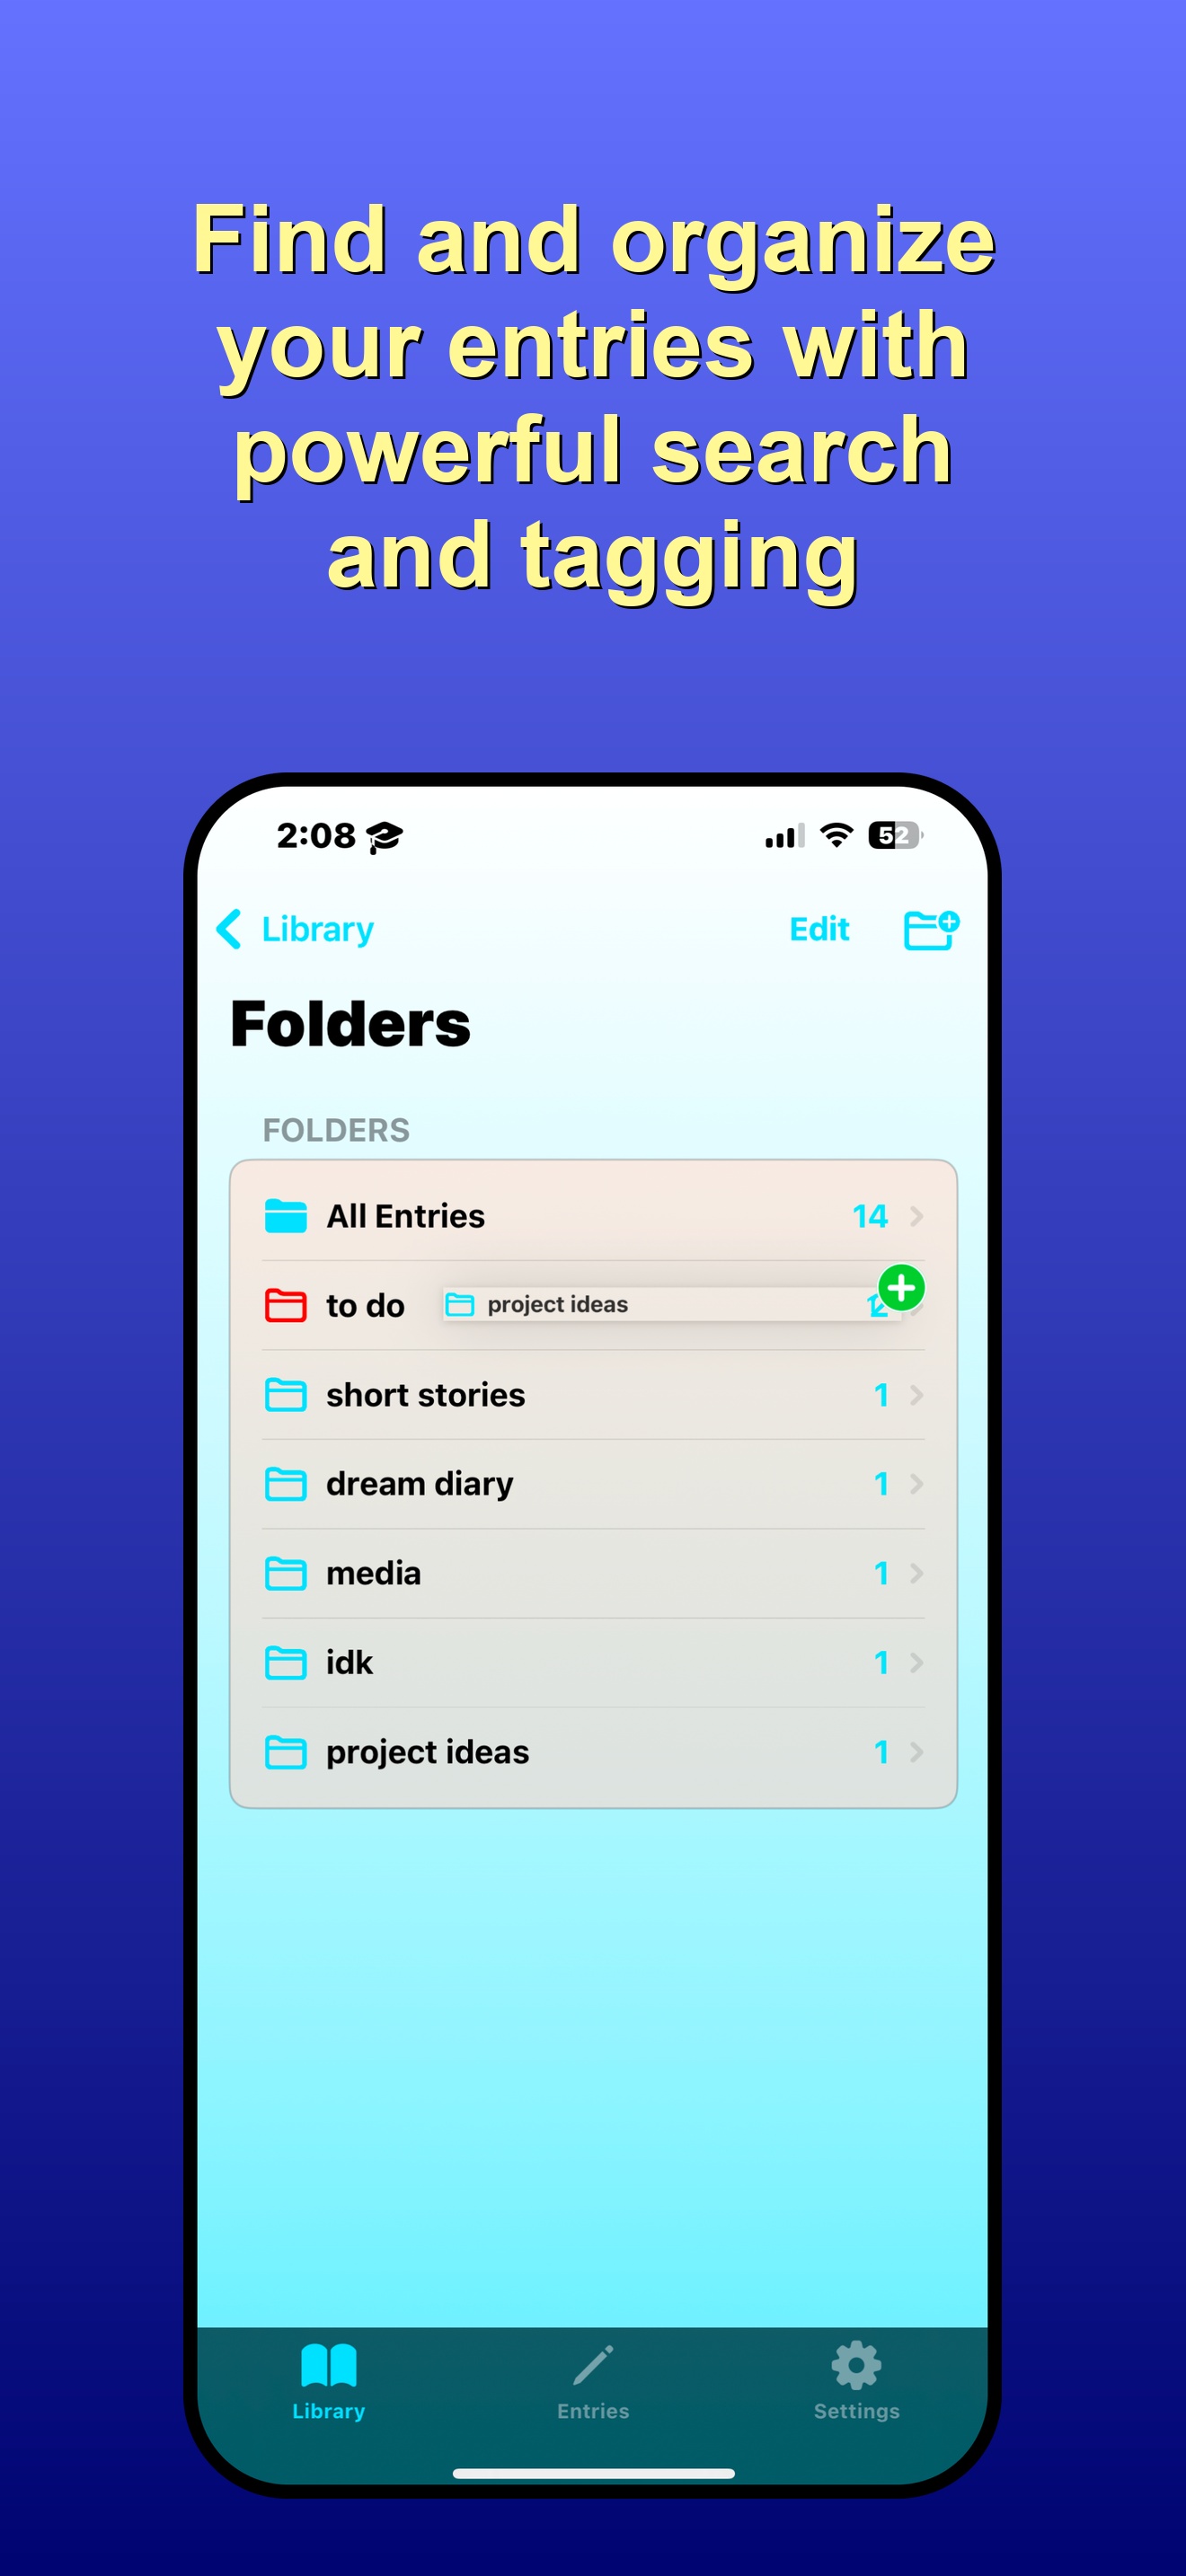 Find and organize
your entries with
powerful search
and tagging
2:08
52
Library
Edit
Folders
FOLDERS
All Entries 14
to do
project ideas
short stories 1
dream diary 1
media 1
idk 1
project ideas 1
Library
Entries
Settings